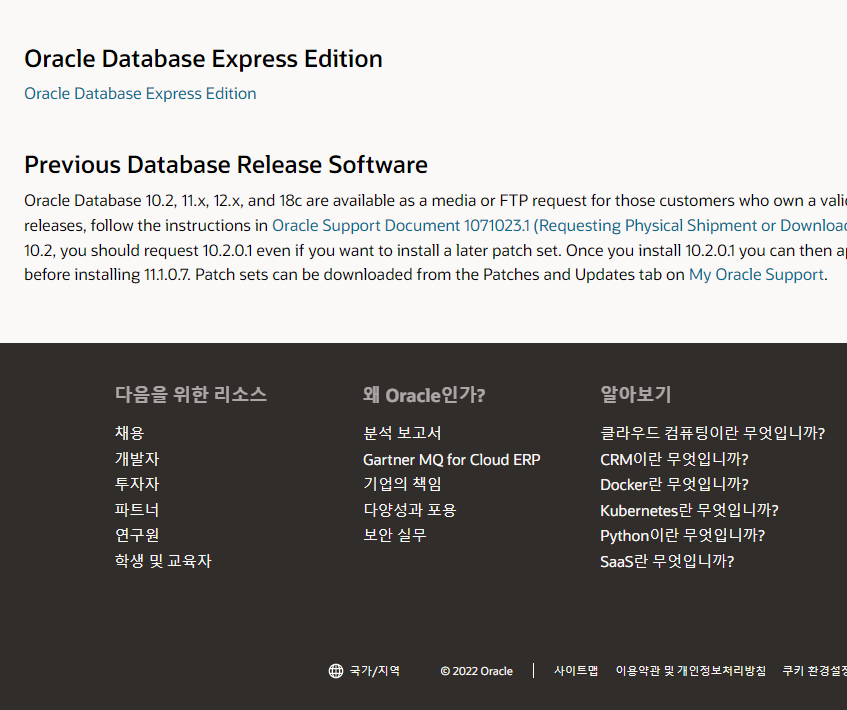 Oracle Database Express Edition
Oracle Database Express Edition
Previous Database Release Software
Oracle Database 10.2, 11.x, 12.x, and 18c are available as a media or FTP request for those customers who own a
releases, follow the instructions in Oracle Support Document 1071023.1 (Requesting Physical Shipment or
10.2, you should request 10.2.0.1 even if you want to install a later patch set. Once you install 10.2.0.1 you can then
before installing 11.1.0.7. Patch sets can be downloaded from the Patches and Updates tab on My Oracle Support.
다음을 위한 리소스
채용
개발자
투자자
파트너
연구원
학생 및 교육자
왜 Oracle인가?
분석 보고서
Gartner MQ for Cloud ERP
기업의 책임
다양성과 포용
보안 실무
알아보기
클라우드 컴퓨팅이란 무엇입니까?
CRM이란 무엇입니까?
Docker란 무엇입니까?
Kubernetes란 무엇입니까?
Python이란 무엇입니까?
SaaS란 무엇입니까?
국가/지역 © 2022 Oracle | 사이트맵 이용약관 및 개인정보처리방침 쿠키 환경설정